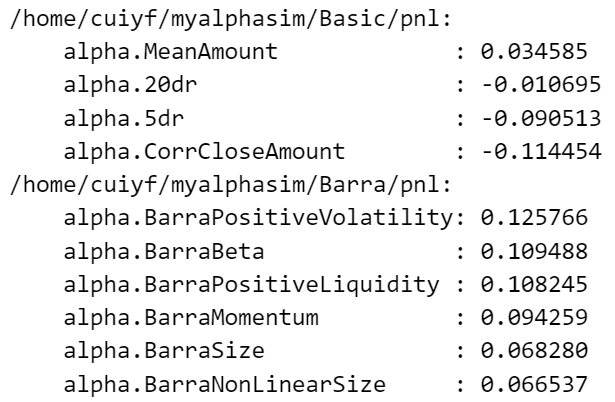 /home/cuiyf/myalphasim/Basic/pnl:
    alpha.MeanAmount             : 0.034585
    alpha.20dr                   : -0.010695
    alpha.5dr                    : -0.090513
    alpha.CorrCloseAmount        : -0.114454
/home/cuiyf/myalphasim/Barra/pnl:
    alpha.BarraPositiveVolatility: 0.125766
    alpha.BarraBeta              : 0.109488
    alpha.BarraPositiveLiquidity : 0.108245
    alpha.BarraMomentum          : 0.094259
    alpha.BarraSize              : 0.068280
    alpha.BarraNonLinearSize     : 0.066537